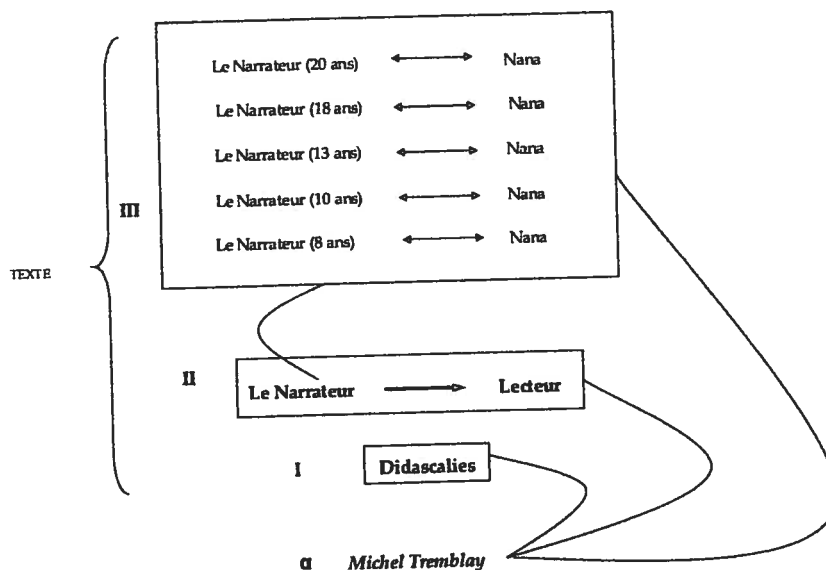 Le Narrateur (20 ans) Nana
Le Narrateur (18 ans) Nana
Le Narrateur (13 ans) Nana
Le Narrateur (10 ans) Nana
III
Le Narrateur (8 ans) Nana
TEXTE
II
Le Narrateur Lecteur
I Didascalies
α Michel Tremblay